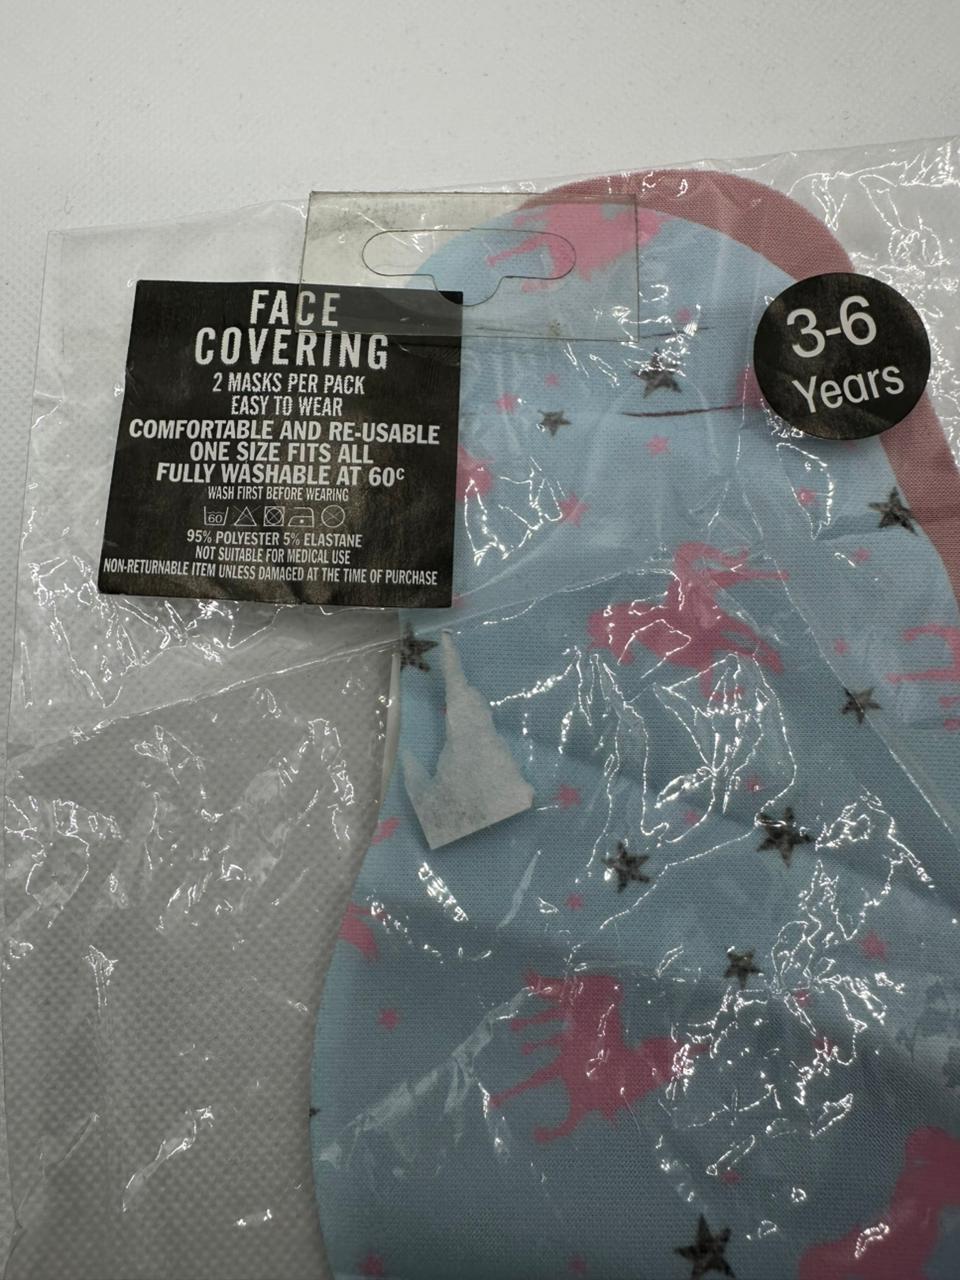 FACE
COVERING
2 MASKS PER PACK
EASY TO WEAR
COMFORTABLE AND RE-USABLE
ONE SIZE FITS ALL
FULLY WASHABLE AT 60c
WASH FIRST BEFORE WEARING
60
95% POLYESTER 5% ELASTANE
NOT SUITABLE FOR MEDICAL USE
NON-RETURNABLE ITEM UNLESS DAMAGED AT THE TIME OF PURCHASE
3-6
Years